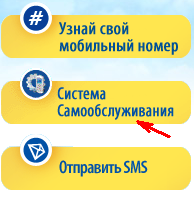 #
Узнай свой
мобильный номер
Система
Самообслуживания
Отправить SMS